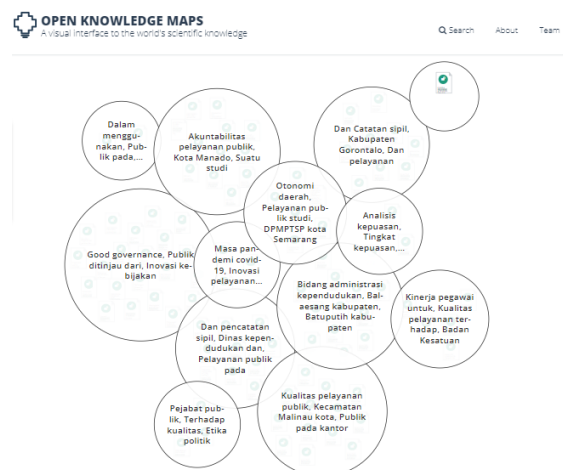 OPEN KNOWLEDGE MAPS
A visual interface to the world's scientific knowledge
Search About Team
Dalam
menggu-
nakan, Pub-
lik pada,...
Akuntabilitas
pelayanan publik,
Kota Manado, Suatu
studi
Dan Catatan sipil,
Kabupaten
Gorontalo, Dan
pelayanan
Otonomi
daerah,
Pelayanan pub-
lik studi,
DPMPTSP kota
Semarang
Analisis
kepuasan,
Tingkat
kepuasan,...
Good governance, Publik
ditinjau dari, Inovasi ke-
bijakan
Masa pan-
demi covid-
19, Inovasi
pelayanan...
Bidang administrasi
kependudukan, Bal-
aesang kabupaten,
Batuputih kabu-
paten
Kinerja pegawai
untuk, Kualitas
pelayanan ter-
hadap, Badan
Kesatuan
Dan pencatatan
sipil, Dinas kepen-
dudukan dan,
Pelayanan publik
pada
Pejabat pub-
lik, Terhadap
kualitas, Etika
politik
Kualitas pelayanan
publik, Kecamatan
Malinau kota, Publik
pada kantor